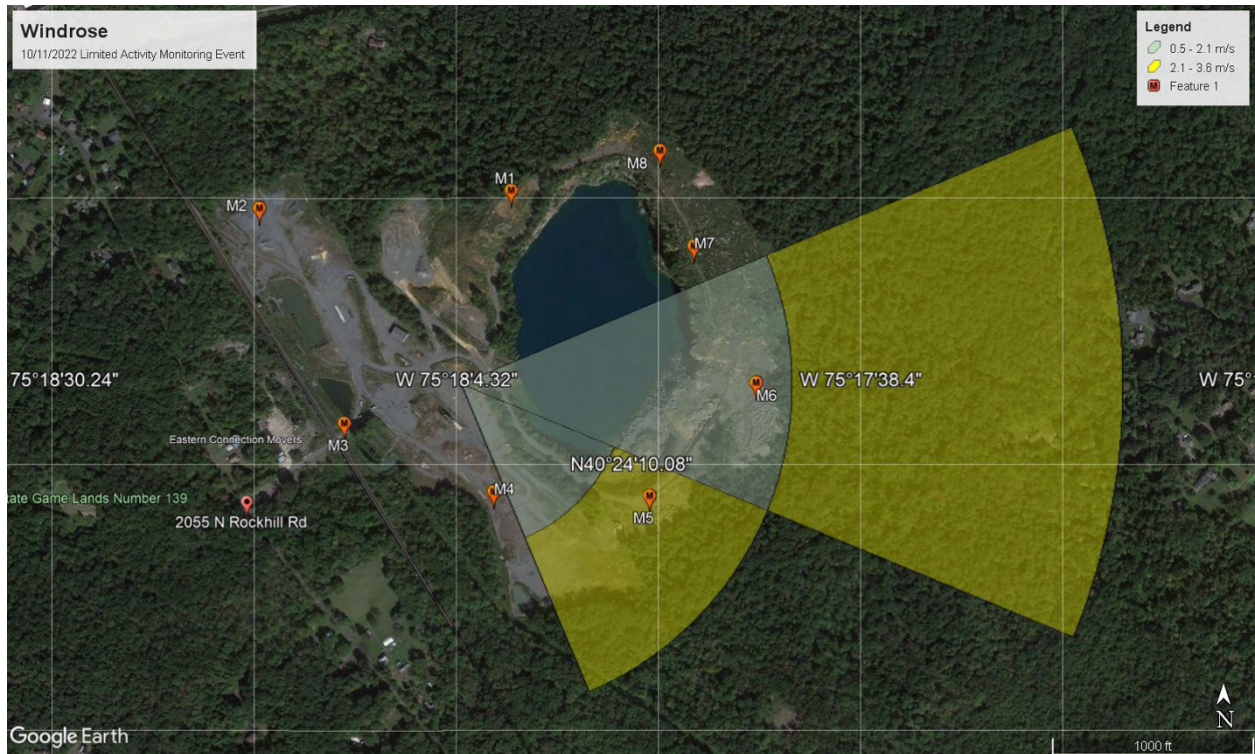 Windrose
10/11/2022 Limited Activity Monitoring Event
Legend
0.5 - 2.1 m/s
2.1 - 3.6 m/s
M Feature 1
M8
M1
M2
M7
75°18'30.24"
W 75°18'4.32"
W 75°17'38.4"
W 75°1
M6
Eastern Connection Movers
M3
N40°24'10.08"
M4
M5
tate Game Lands Number 139
2055 N Rockhill Rd
N
Google Earth
1000 ft